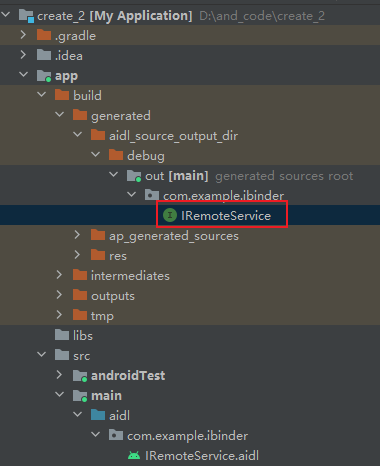 create_2 [My Application] D:\and_code\create_2
.gradle
.idea
app
build
generated
aidl_source_output_dir
debug
out [main] generated sources root
com.example.ibinder
IRemoteService
ap_generated_sources
res
intermediates
outputs
tmp
libs
src
androidTest
main
aidl
com.example.ibinder
IRemoteService.aidl